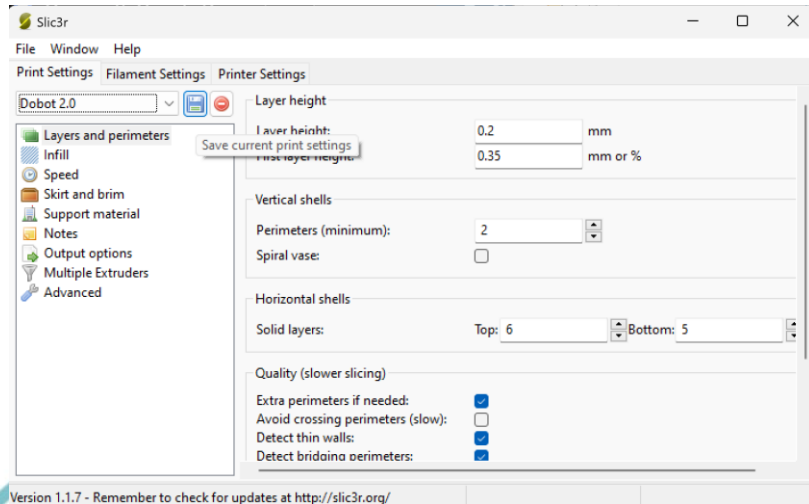 Slic3r
File Window Help
Print Settings Filament Settings Printer Settings
Dobot 2.0
Layers and perimeters
Infill
Speed
Skirt and brim
Support material
Notes
Output options
Multiple Extruders
Advanced
Save current print settings
Layer height
Layer height: 0.2 mm
First layer height: 0.35 mm or %
Vertical shells
Perimeters (minimum): 2
Spiral vase:
Horizontal shells
Solid layers: Top: 6 Bottom: 5
Quality (slower slicing)
Extra perimeters if needed:
Avoid crossing perimeters (slow):
Detect thin walls:
Detect bridging perimeters:
Version 1.1.7 - Remember to check for updates at http://slic3r.org/